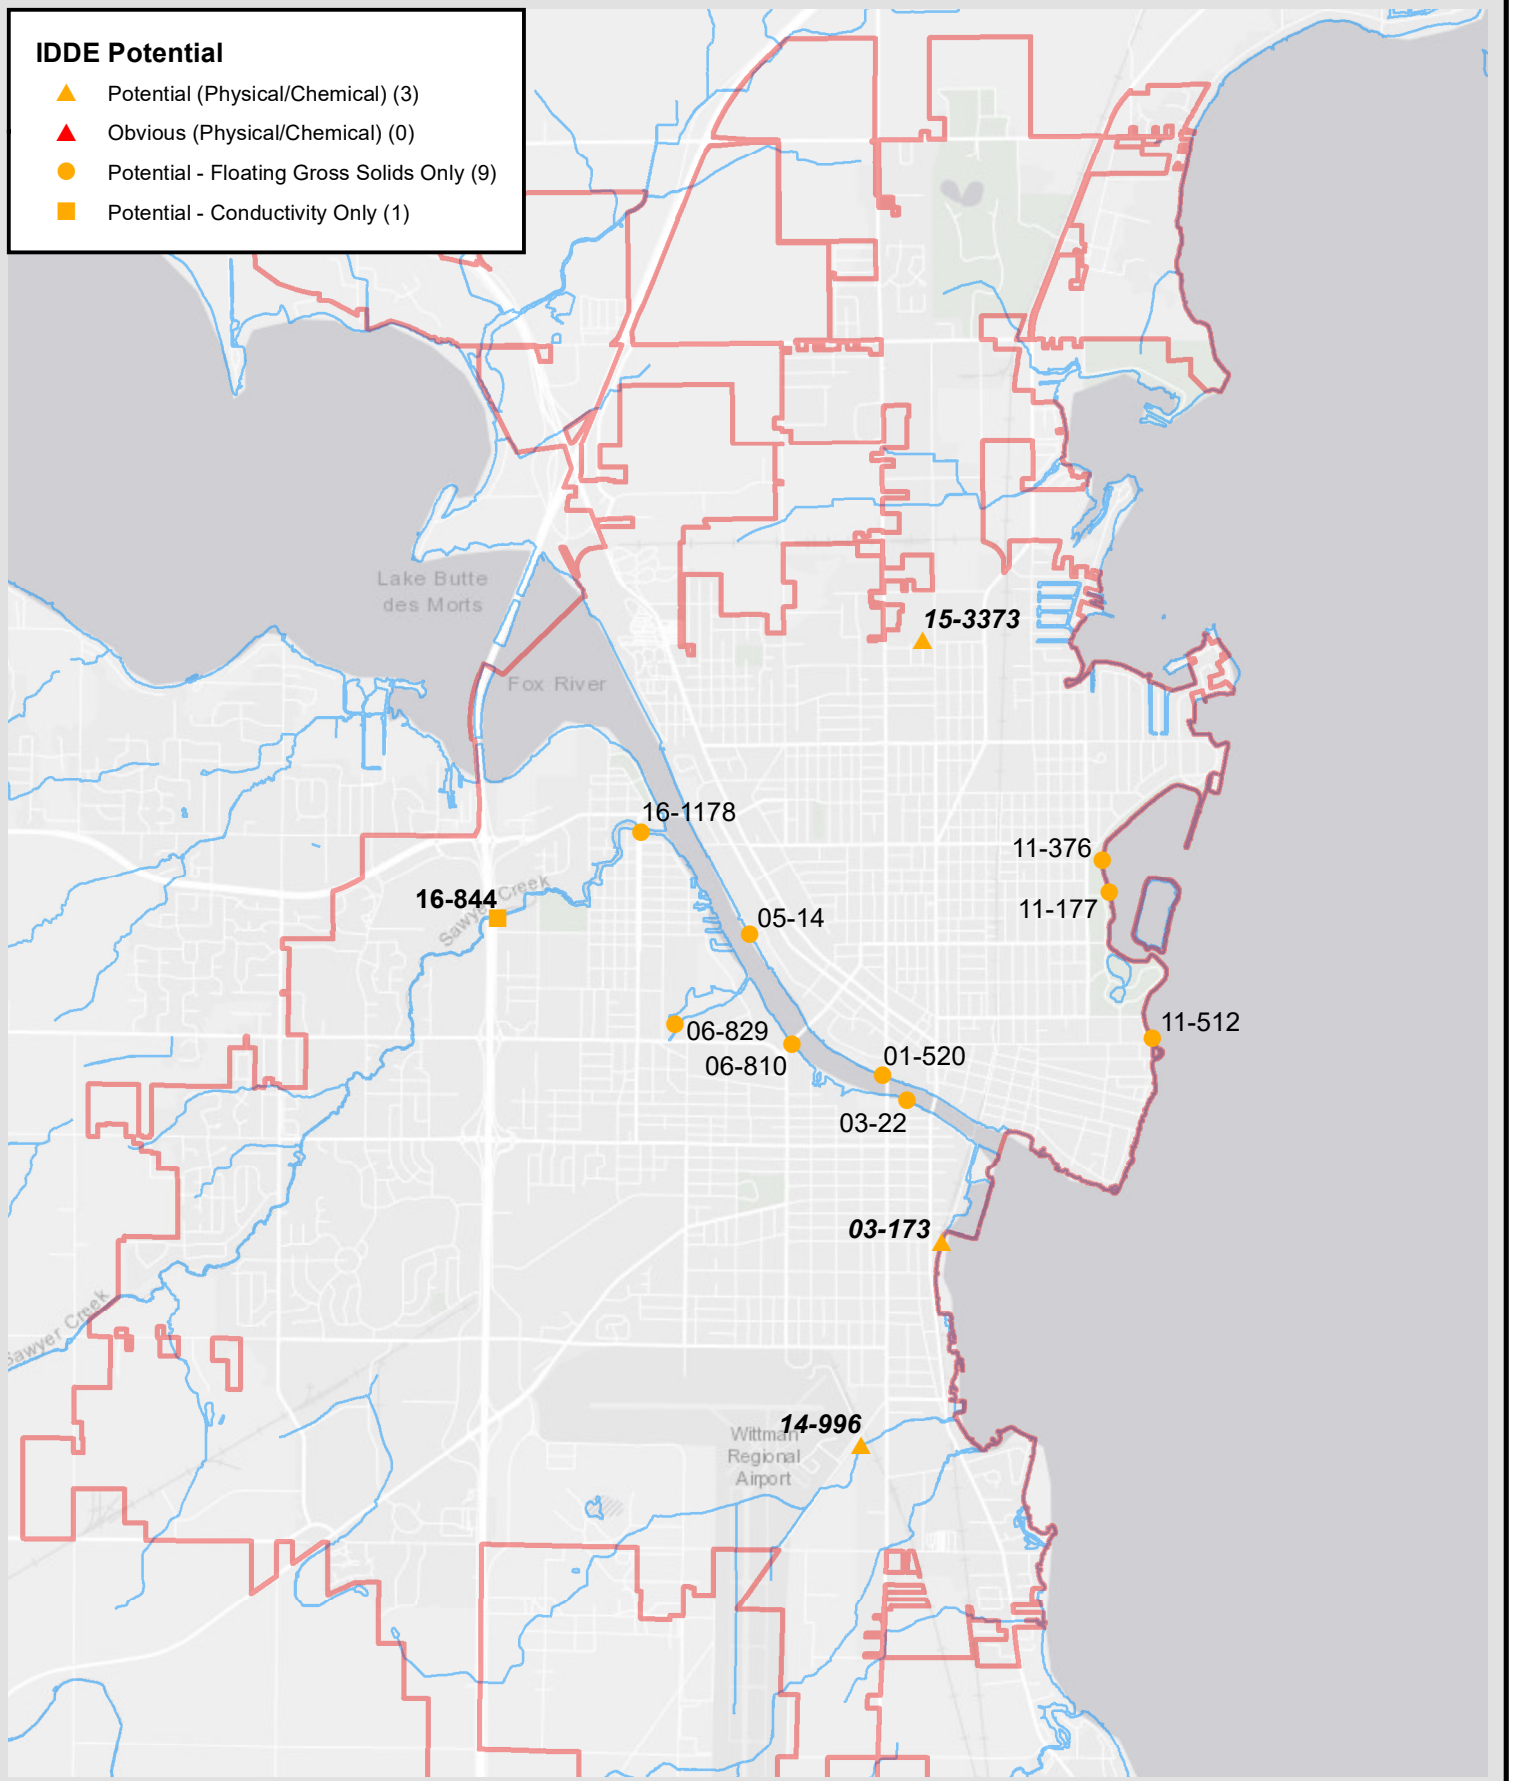 IDDE Potential
Potential (Physical/Chemical) (3)
Obvious (Physical/Chemical) (0)
Potential - Floating Gross Solids Only (9)
Potential - Conductivity Only (1)
Lake Butte
des Morts
15-3373
Fox River
16-1178
11-376
16-844
Sawyer Creek
11-177
05-14
11-512
06-829
01-520
06-810
03-22
03-173
Sawyer Creek
14-996
Wittman
Regional
Airport